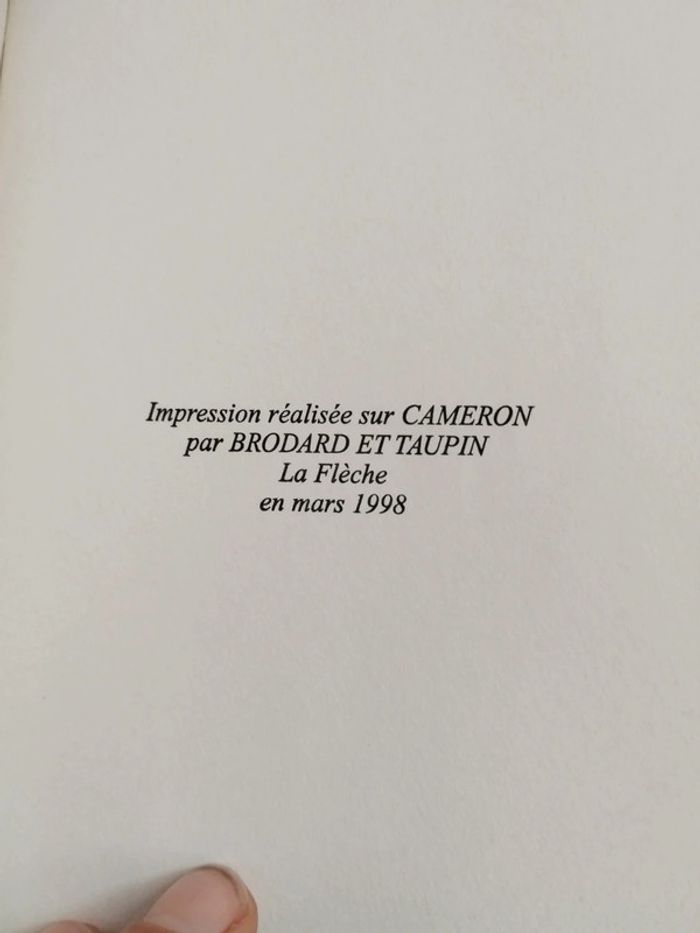 Impression réalisée sur CAMERON
par BRODARD ET TAUPIN
La Flèche
en mars 1998